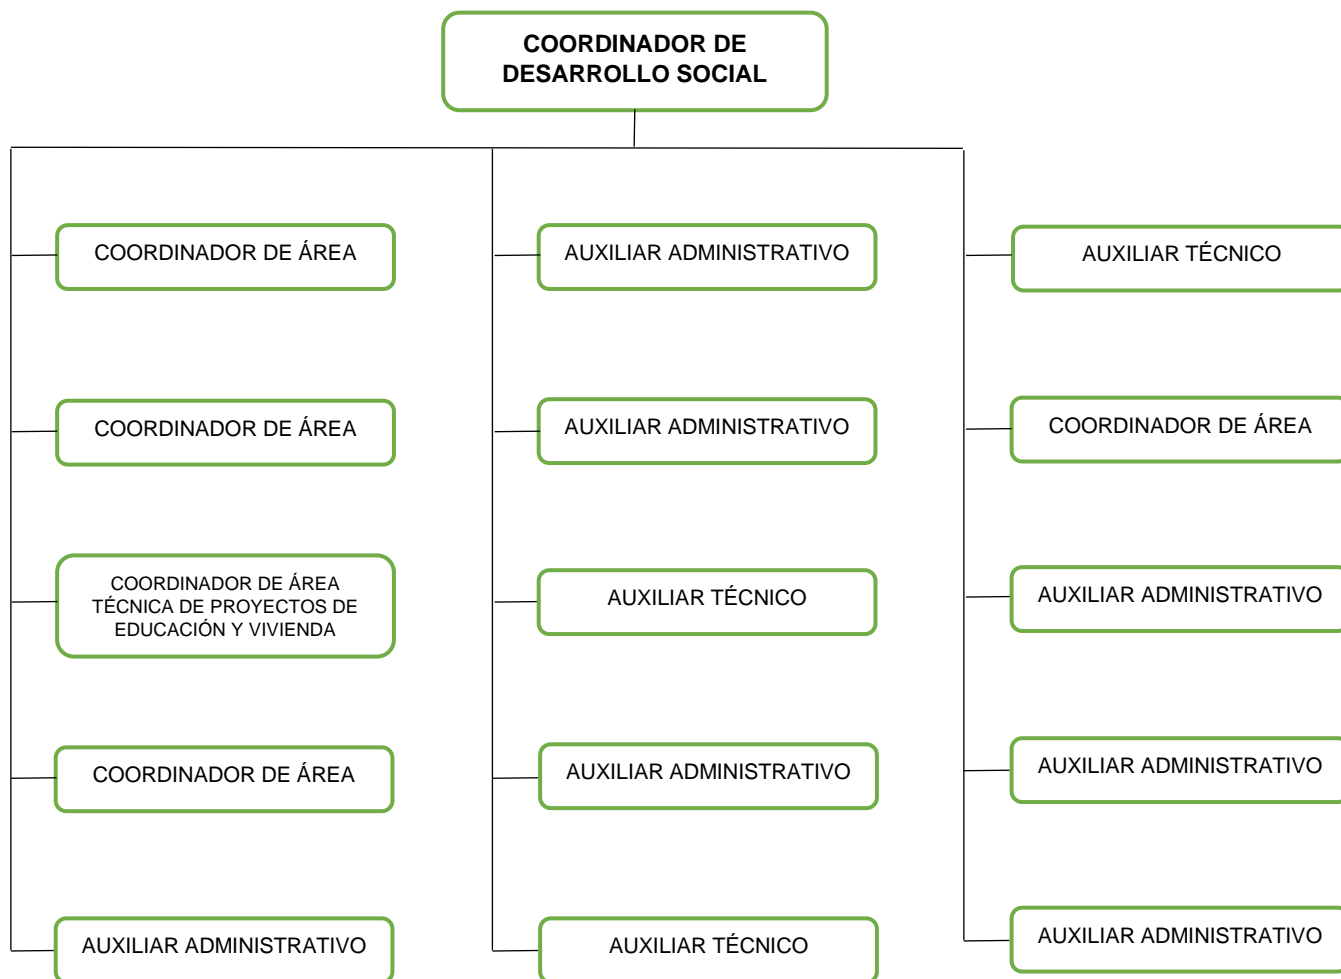 COORDINADOR DE
DESARROLLO SOCIAL
COORDINADOR DE ÁREA
AUXILIAR ADMINISTRATIVO
AUXILIAR TÉCNICO
COORDINADOR DE ÁREA
AUXILIAR ADMINISTRATIVO
COORDINADOR DE ÁREA
COORDINADOR DE ÁREA
TÉCNICA DE PROYECTOS DE
EDUCACIÓN Y VIVIENDA
AUXILIAR TÉCNICO
AUXILIAR ADMINISTRATIVO
COORDINADOR DE ÁREA
AUXILIAR ADMINISTRATIVO
AUXILIAR ADMINISTRATIVO
AUXILIAR ADMINISTRATIVO
AUXILIAR TÉCNICO
AUXILIAR ADMINISTRATIVO